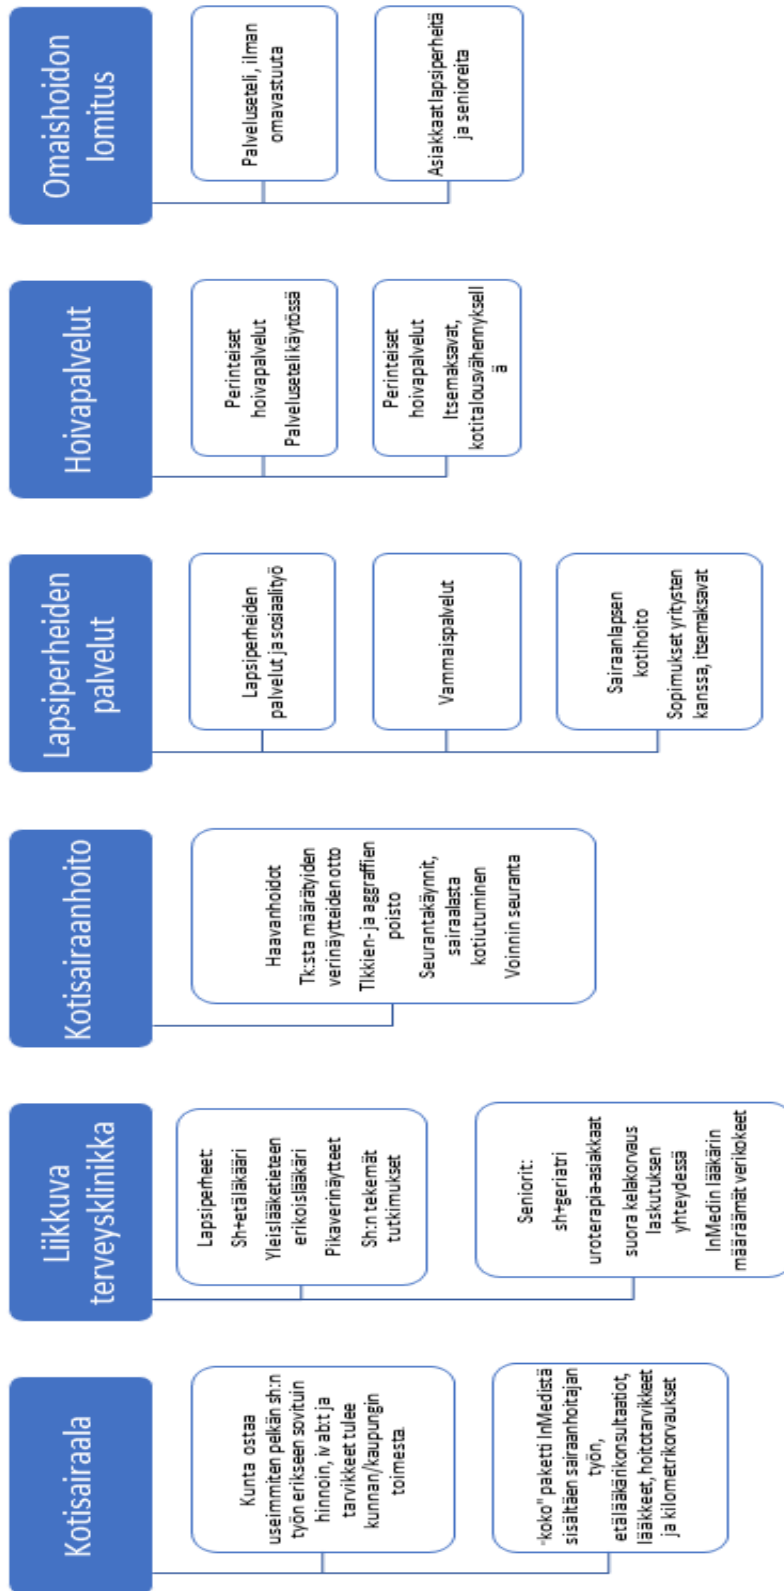 Kotisairaala
Kunta ostaa
useimmiten pelkän sh:n
työn erikseen sovituin
hinnoin, iv ab:t ja
tarvikkeet tulee
kunnan/kaupungin
toimesta.
"koko" paketti InMedistä
sisältäen sairaanhoitajan
työn,
etälääkärikonsultaatiot,
lääkkeet, hoitotarvikkeet
ja kilometrikorvaukset
Liikkuva
terveysklinikka
Lapsiperheet:
Sh+etäläkääri
Yleislääketieteen
erikoislääkäri
Pikaverinäytteet
Sh:n tekemät
tutkimukset
Seniorit:
sh+geriatri
uroterapia-asiakkaat
suora kelakorvaus
laskutuksen
yhteydessä
InMedin lääkärin
määräämät verikokeet
Kotisairaanhoito
Haavanhoidot
Tk:sta määrätyiden
verinäytteiden otto
Tikkien- ja aggraffien
poisto
Seurantakäynnit,
sairaalasta
kotiutuminen
Voinnin seuranta
Lapsiperheiden
palvelut
Lapsiperheiden
palvelut ja sosiaalityö
Vammaispalvelut
Sairaanlapsen
kotihoito
Sopimukset yritysten
kanssa, itsemaksavat
Hoivapalvelut
Perinteiset
hoivapalvelut
Palveluseteli käytössä
Perinteiset
hoivapalvelut
Itsemaksavat,
kotitalousvähennyksell
ä
Omaishoidon
lomitus
Palveluseteli, ilman
omavastuuta
Asiakkaat lapsiperheitä
ja senioreita